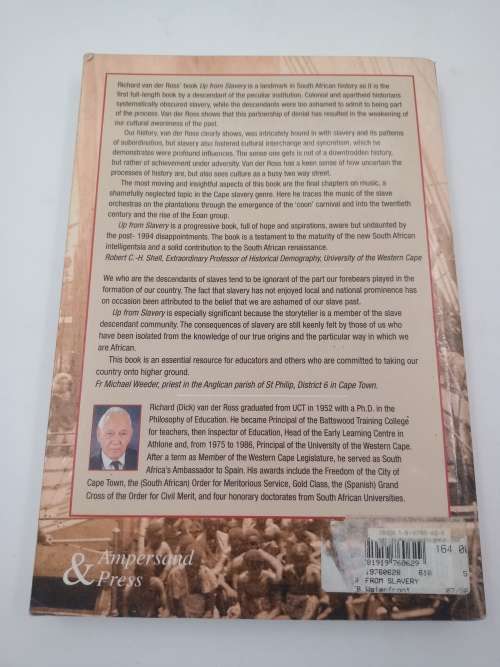 Richard van der Ross' book Up from Slavery is a landmark in South African history as it is the
first full-length book by a descendant of the peculiar institution. Colonial and apartheid historians
systematically obscured slavery, while the descendants were too ashamed to admit to being part
of the process. Van der Ross shows that this partnership of denial has resulted in the weakening of
our cultural awareness of the past.
Our history, van der Ross clearly shows, was intricately bound in with slavery and its patterns
of subordination, but slavery also fostered cultural interchange and syncretism, which he
demonstrates were profound influences. The sense one gets is not of a downtrodden history,
but rather of achievement under adversity. Van der Ross has a keen sense of how uncertain the
processes of history are, but also sees culture as a busy two way street.
The most moving and insightful aspects of this book are the final chapters on music, a
shamefully neglected topic in the Cape slavery genre. Here he traces the music of the slave
orchestras on the plantations through the emergence of the 'coon' carnival and into the twentieth
century and the rise of the Eoan group.
Up from Slavery is a progressive book, full of hope and aspirations, aware but undaunted by
the post- 1994 disappointments. The book is a testament to the maturity of the new South African
intelligentsia and a solid contribution to the South African renaissance.
Robert C.-H. Shell, Extraordinary Professor of Historical Demography, University of the Western Cape
We who are the descendants of slaves tend to be ignorant of the part our forebears played in the
formation of our country. The fact that slavery has not enjoyed local and national prominence has
on occasion been attributed to the belief that we are ashamed of our slave past.
Up from Slavery is especially significant because the storyteller is a member of the slave
descendant community. The consequences of slavery are still keenly felt by those of us who
have been isolated from the knowledge of our true origins and the particular way in which we
are African.
This book is an essential resource for educators and others who are committed to taking our
country onto higher ground.
Fr Michael Weeder, priest in the Anglican parish of St Philip, District 6 in Cape Town.
Richard (Dick) van der Ross graduated from UCT in 1952 with a Ph.D. in the
Philosophy of Education. He became Principal of the Battswood Training College
for teachers, then Inspector of Education, Head of the Early Learning Centre in
Athlone and, from 1975 to 1986, Principal of the University of the Western Cape.
After a term as Member of the Western Cape Legislature, he served as South
Africa's Ambassador to Spain. His awards include the Freedom of the City of
Cape Town, the (South African) Order for Meritorious Service, Gold Class, the (Spanish) Grand
Cross of the Order for Civil Merit, and four honorary doctorates from South African Universities.
& Ampersand
Press
164 00
781919760629
19760628 610 5
FROM SLAVERY